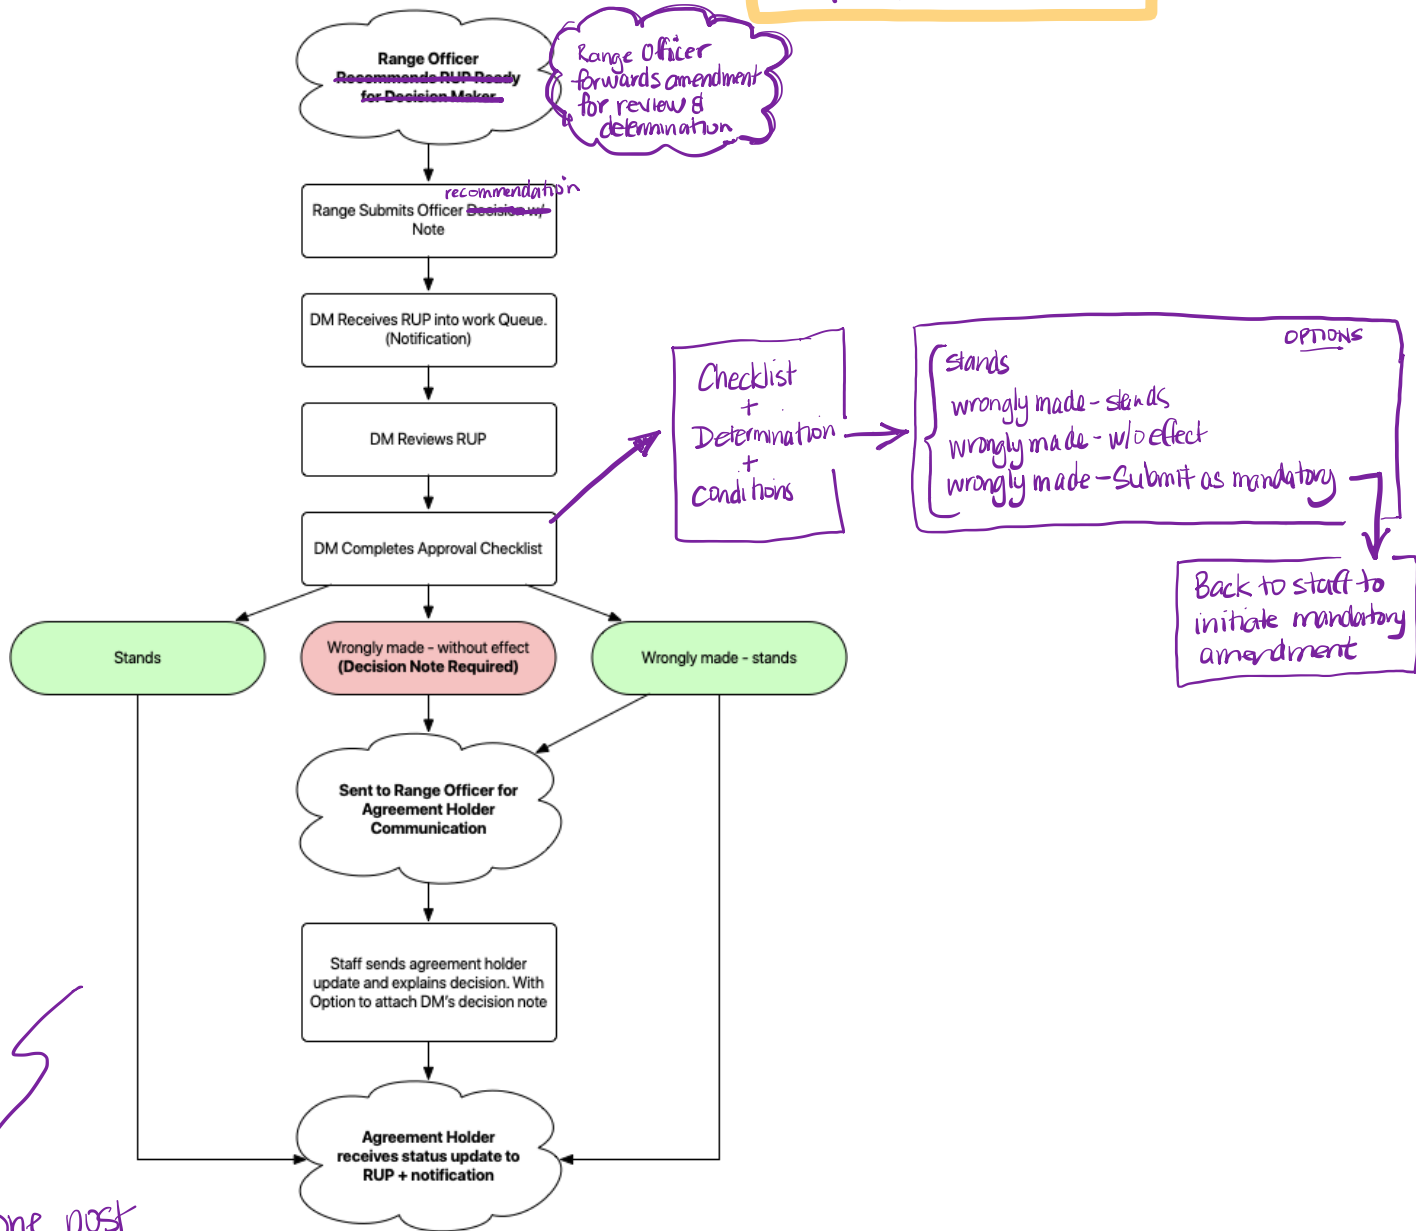 Range Officer
Recommends RUP Ready
for Decision Maker
Range Officer
forwards amendment
for review &
determination
recommendation
Range Submits Officer Decision w/
Note
DM Receives RUP into work Queue.
(Notification)
DM Reviews RUP
DM Completes Approval Checklist
Checklist
+
Determination
+
Conditions
OPTIONS
Stands
wrongly made - stands
wrongly made - w/o effect
wrongly made - Submit as mandatory
Back to staff to
initiate mandatory
amendment
Stands
Wrongly made - without effect
(Decision Note Required)
Wrongly made - stands
Sent to Range Officer for
Agreement Holder
Communication
Staff sends agreement holder
update and explains decision. With
Option to attach DM's decision note
Agreement Holder
receives status update to
RUP + notification
one post